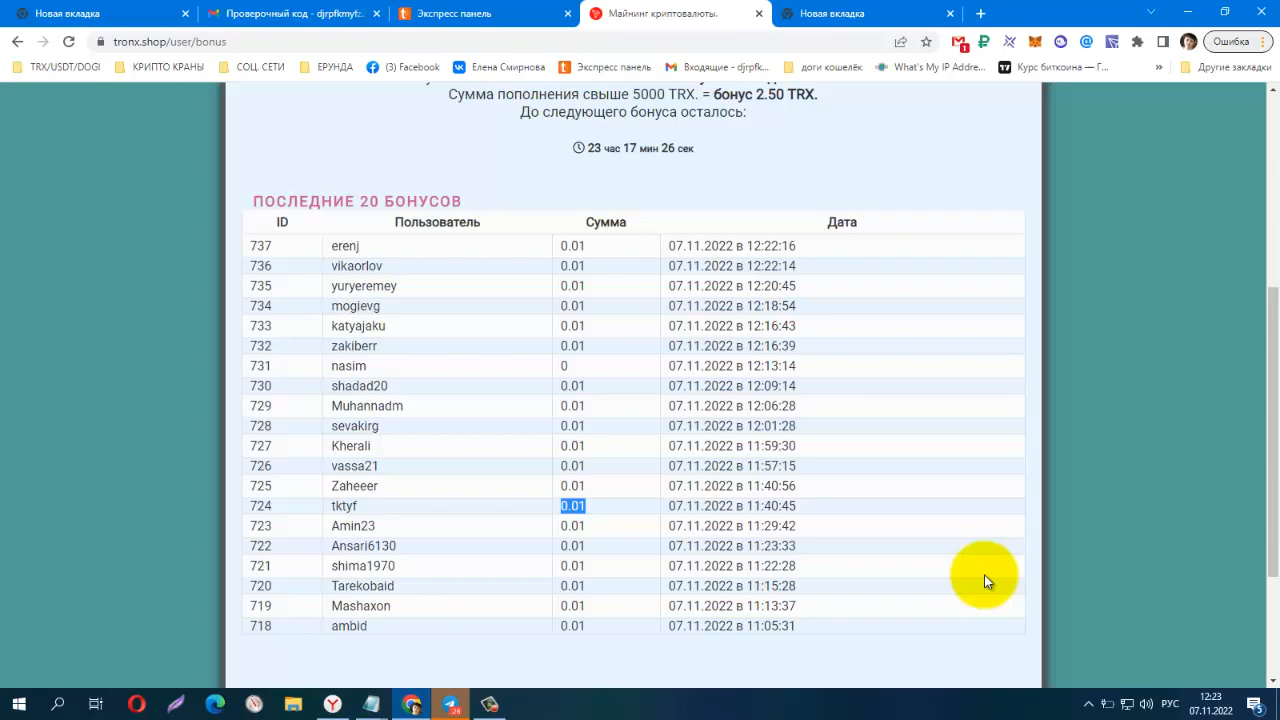 Новая вкладка
Проверочный код - djrpfkmyfz
Экспресс панель
Майнинг криптовалюты.
Новая вкладка
tronx.shop/user/bonus
1
Ошибка
TRX/USDT/DOGI
КРИПТО КРАНЫ
СОЦ. СЕТИ
ЕРУНДА
(3) Facebook
Елена Смирнова
Экспресс панель
Входящие - djrpfk...
доги кошелёк
What's My IP Addre...
Курс биткоина — Г...
»
Другие закладки
Сумма пополнения свыше 5000 TRX. = бонус 2.50 TRX.
До следующего бонуса осталось:
23 час 17 мин 26 сек
ПОСЛЕДНИЕ 20 БОНУСОВ
ID Пользователь Сумма Дата
737 erenj 0.01 07.11.2022 в 12:22:16
736 vikaorlov 0.01 07.11.2022 в 12:22:14
735 yuryeremey 0.01 07.11.2022 в 12:20:45
734 mogievg 0.01 07.11.2022 в 12:18:54
733 katyajaku 0.01 07.11.2022 в 12:16:43
732 zakiberr 0.01 07.11.2022 в 12:16:39
731 nasim 0 07.11.2022 в 12:13:14
730 shadad20 0.01 07.11.2022 в 12:09:14
729 Muhannadm 0.01 07.11.2022 в 12:06:28
728 sevakirg 0.01 07.11.2022 в 12:01:28
727 Kherali 0.01 07.11.2022 в 11:59:30
726 vassa21 0.01 07.11.2022 в 11:57:15
725 Zaheeer 0.01 07.11.2022 в 11:40:56
724 tktyf 0.01 07.11.2022 в 11:40:45
723 Amin23 0.01 07.11.2022 в 11:29:42
722 Ansari6130 0.01 07.11.2022 в 11:23:33
721 shima1970 0.01 07.11.2022 в 11:22:28
720 Tarekobaid 0.01 07.11.2022 в 11:15:28
719 Mashaxon 0.01 07.11.2022 в 11:13:37
718 ambid 0.01 07.11.2022 в 11:05:31
РУС
12:23
07.11.2022